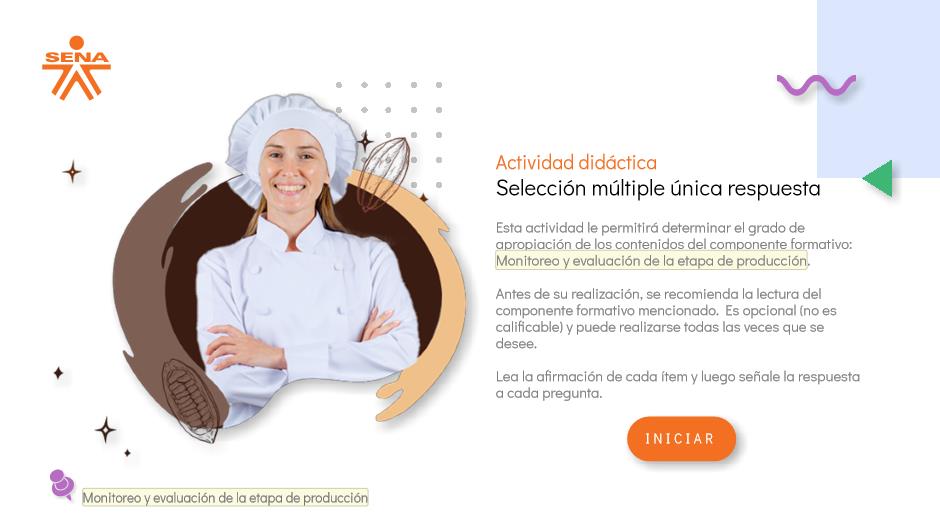 SENA
Actividad didáctica
Selección múltiple única respuesta
Esta actividad le permitirá determinar el grado de
apropiación de los contenidos del componente formativo:
Monitoreo y evaluación de la etapa de producción.
Antes de su realización, se recomienda la lectura del
componente formativo mencionado. Es opcional (no es
calificable) y puede realizarse todas las veces que se
desee.
Lea la afirmación de cada ítem y luego señale la respuesta
a cada pregunta.
INICIAR
Monitoreo y evaluación de la etapa de producción